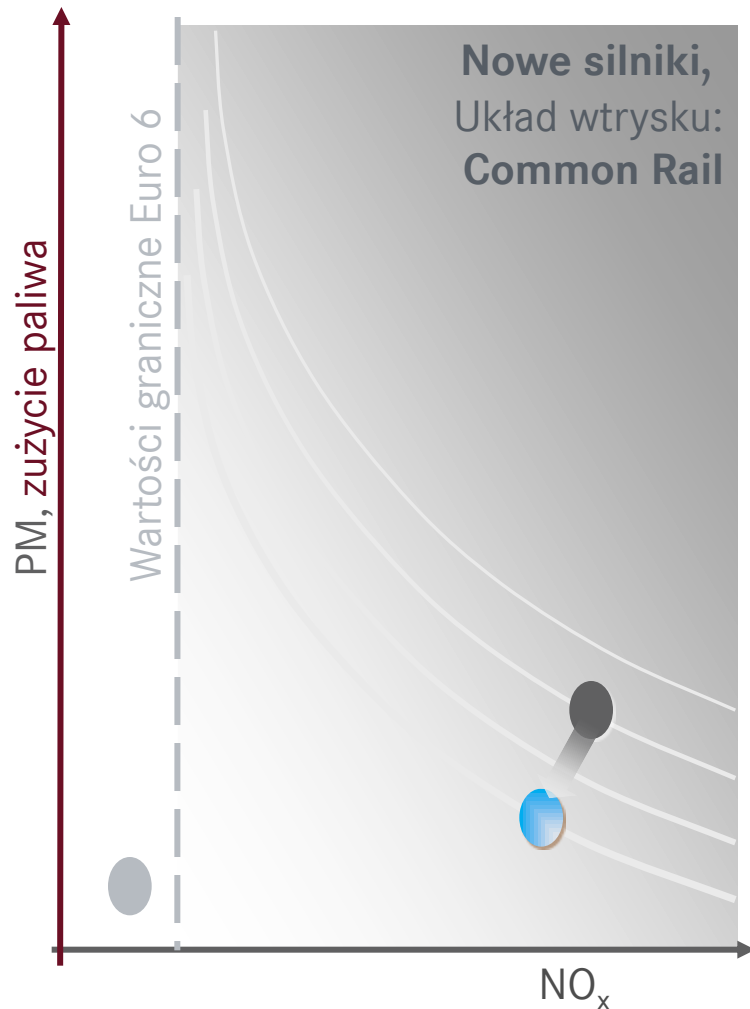 Nowe silniki,
Układ wtrysku:
Common Rail
Wartości graniczne Euro 6
PM, zużycie paliwa
NOx